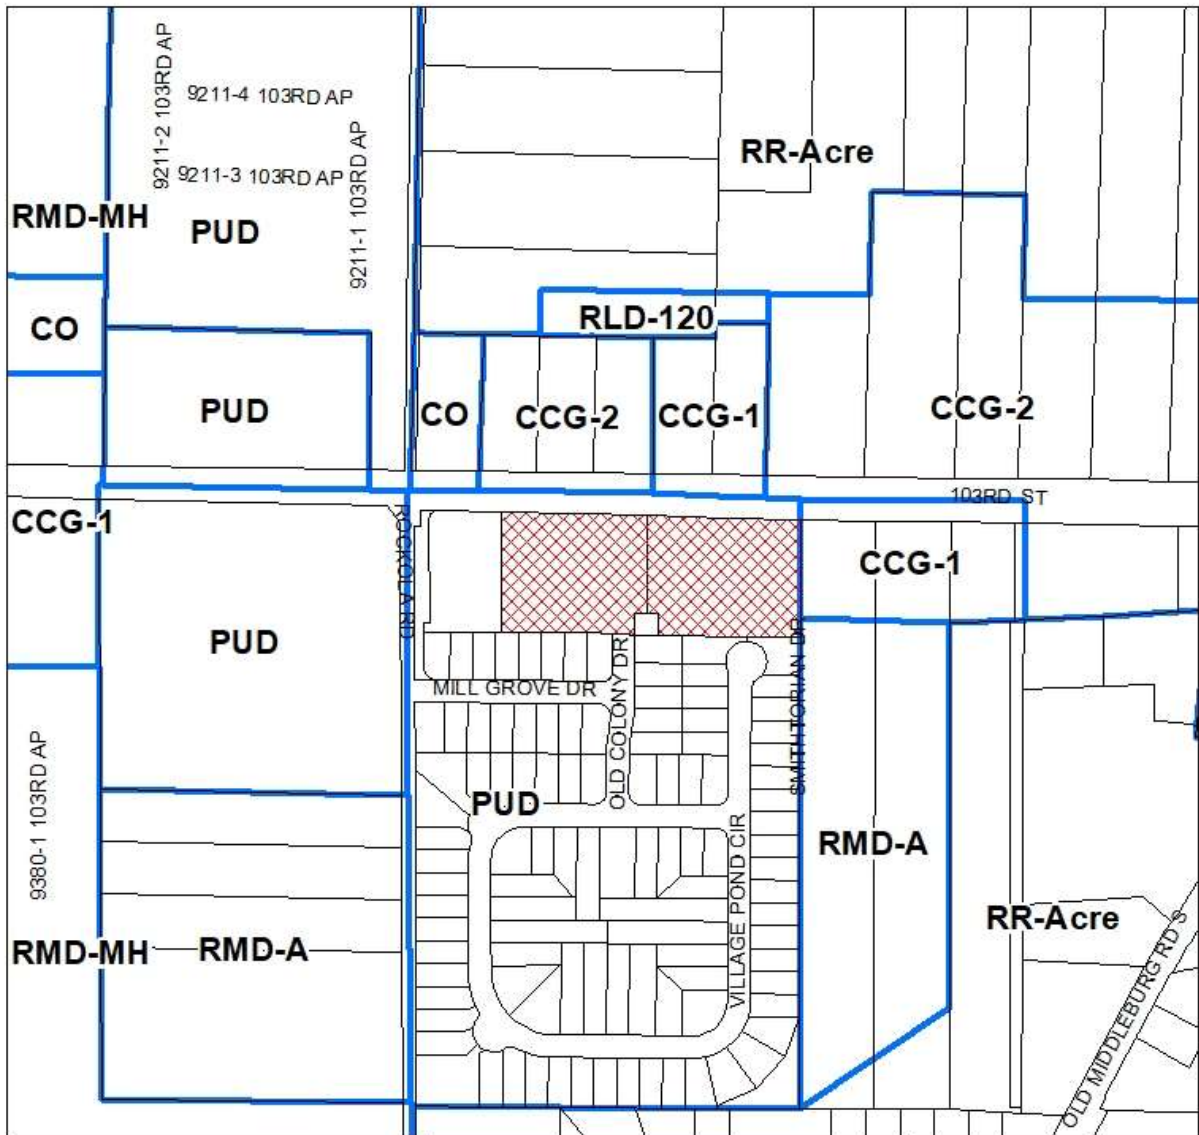 9211-2 103RD AP
9211-4 103RD AP
9211-3 103RD AP
9211-1 103RD AP
RR-Acre
RMD-MH
PUD
CO
RLD-120
PUD
CO
CCG-2
CCG-1
CCG-2
103RD ST
CCG-1
ROCKOLA RD
CCG-1
PUD
MILL GROVE DR
OLD COLONY DR
SMITHTORIAN DR
9380-1 103RD AP
PUD
VILLAGE POND CIR
RMD-A
RR-Acre
RMD-MH
RMD-A
OLD MIDDLEBURG RD S